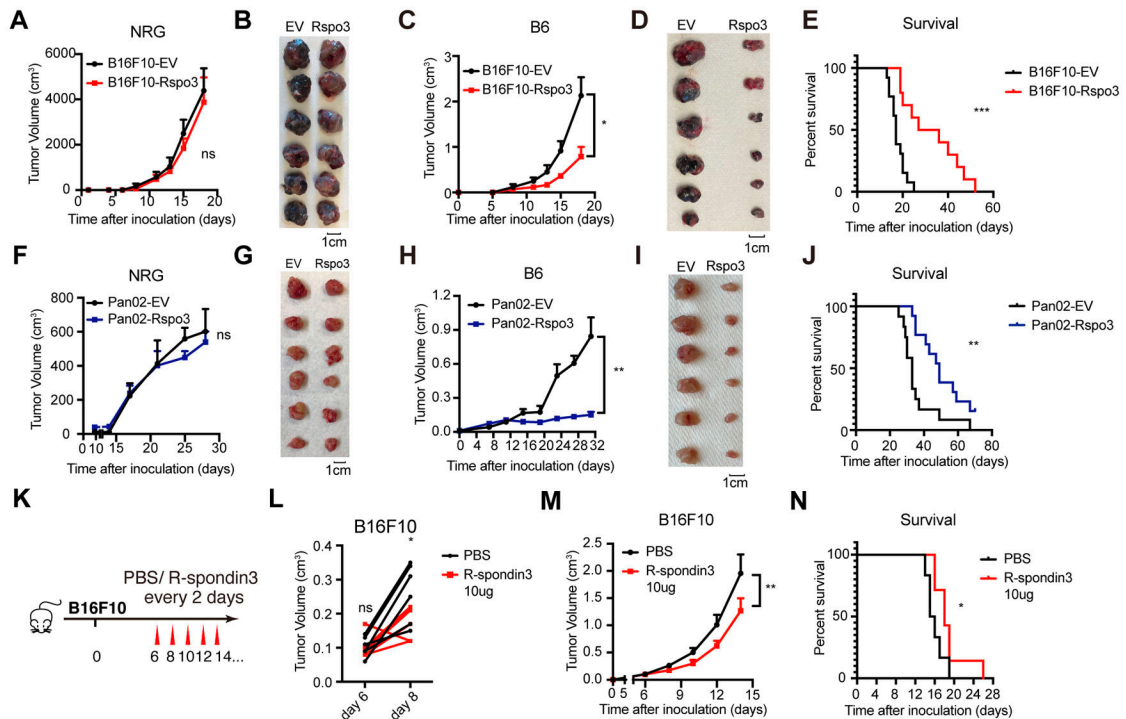 A
NRG
B16F10-EV
B16F10-Rspo3
Tumor Volume (cm³)
6000
4000
2000
0
ns
0 5 10 15 20
Time after inoculation (days)
B
EV Rspo3
1cm
C
B6
B16F10-EV
B16F10-Rspo3
Tumor Volume (cm³)
3
2
1
0
*
0 5 10 15 20
Time after inoculation (days)
D
EV Rspo3
1cm
E
Survival
B16F10-EV
B16F10-Rspo3
Percent survival
100
50
0
***
0 20 40 60
Time after inoculation (days)
F
NRG
Pan02-EV
Pan02-Rspo3
Tumor Volume (cm³)
800
600
400
200
0
ns
8 10 15 20 25 30
Time after inoculation (days)
G
EV Rspo3
1cm
H
B6
Pan02-EV
Pan02-Rspo3
Tumor Volume (cm³)
1.2
0.9
0.6
0.3
0.0
**
0 4 8 12 16 20 24 28 32
Time after inoculation (days)
I
EV Rspo3
1cm
J
Survival
Pan02-EV
Pan02-Rspo3
Percent survival
100
50
0
**
0 20 40 60 80
Time after inoculation (days)
K
PBS/ R-spondin3
every 2 days
B16F10
0 6 8 10 12 14...
L
B16F10
PBS
R-spondin3
10ug
Tumor Volume (cm³)
0.4
0.3
0.2
0.1
0.0
ns
*
day 6
day 8
M
B16F10
PBS
R-spondin3
10ug
Tumor Volume (cm³)
2.5
2.0
1.5
1.0
0.5
0.0
**
0 5 6 9 12 15
Time after inoculation (days)
N
Survival
PBS
R-spondin3
10ug
Percent survival
100
50
0
*
0 4 8 12 16 20 24 28
Time after inoculation (days)